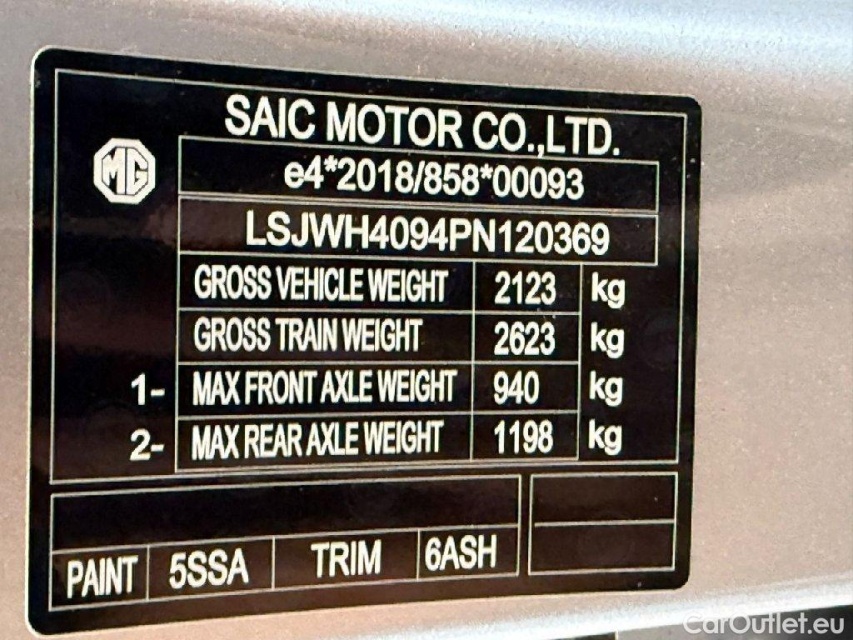 SAIC MOTOR CO.,LTD.
MG
e4*2018/858*00093
LSJWH4094PN120369
GROSS VEHICLE WEIGHT 2123 kg
GROSS TRAIN WEIGHT 2623 kg
1- MAX FRONT AXLE WEIGHT 940 kg
2- MAX REAR AXLE WEIGHT 1198 kg
PAINT 5SSA TRIM 6ASH
CarOutlet.eu